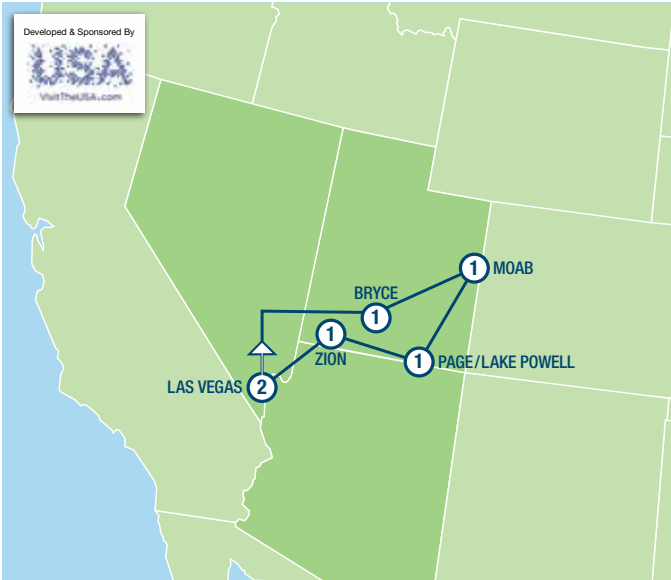 Developed & Sponsored By
USA
VisitTheUSA.com
1 MOAB
BRYCE
1
1
ZION
1 PAGE/LAKE POWELL
LAS VEGAS 2